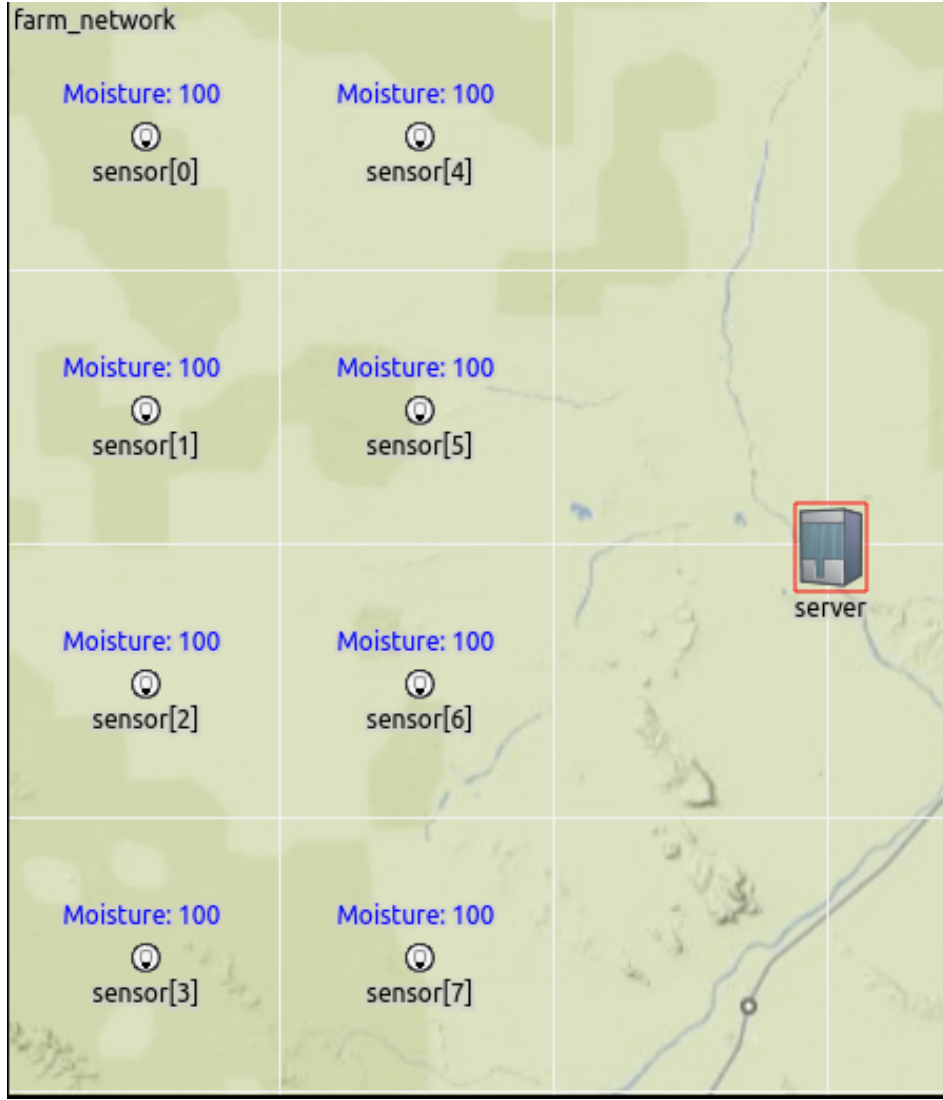 farm_network
Moisture: 100 Moisture: 100
sensor[0] sensor[4]
Moisture: 100 Moisture: 100
sensor[1] sensor[5]
server
Moisture: 100 Moisture: 100
sensor[2] sensor[6]
Moisture: 100 Moisture: 100
sensor[3] sensor[7]